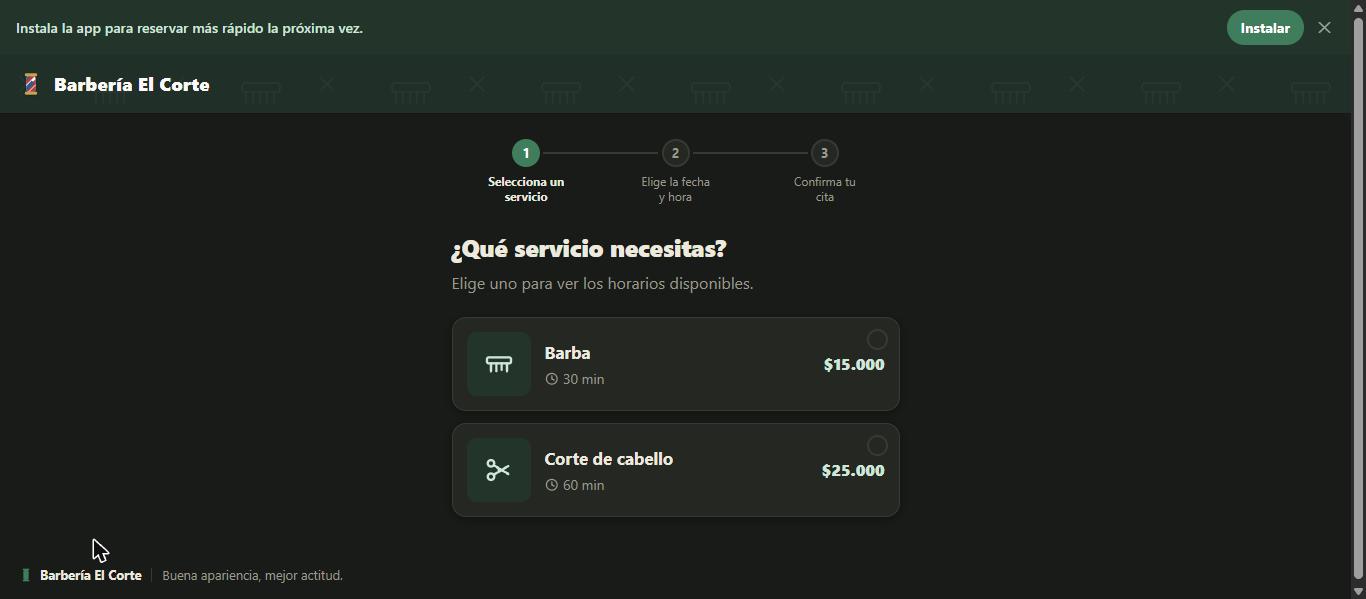 Instala la app para reservar más rápido la próxima vez.
Instalar
Barbería El Corte
1
2
3
Selecciona un
servicio
Elige la fecha
y hora
Confirma tu
cita
¿Qué servicio necesitas?
Elige uno para ver los horarios disponibles.
Barba
30 min
$15.000
Corte de cabello
60 min
$25.000
Barbería El Corte
Buena apariencia, mejor actitud.